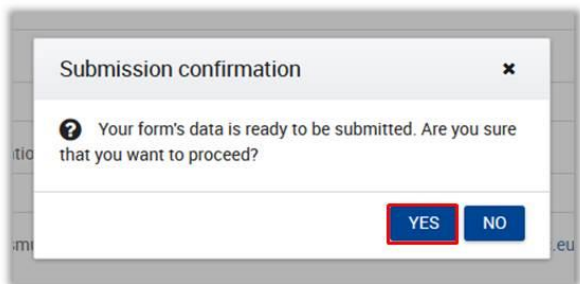 Submission confirmation
Your form's data is ready to be submitted. Are you sure
that you want to proceed?
YES NO
.eu